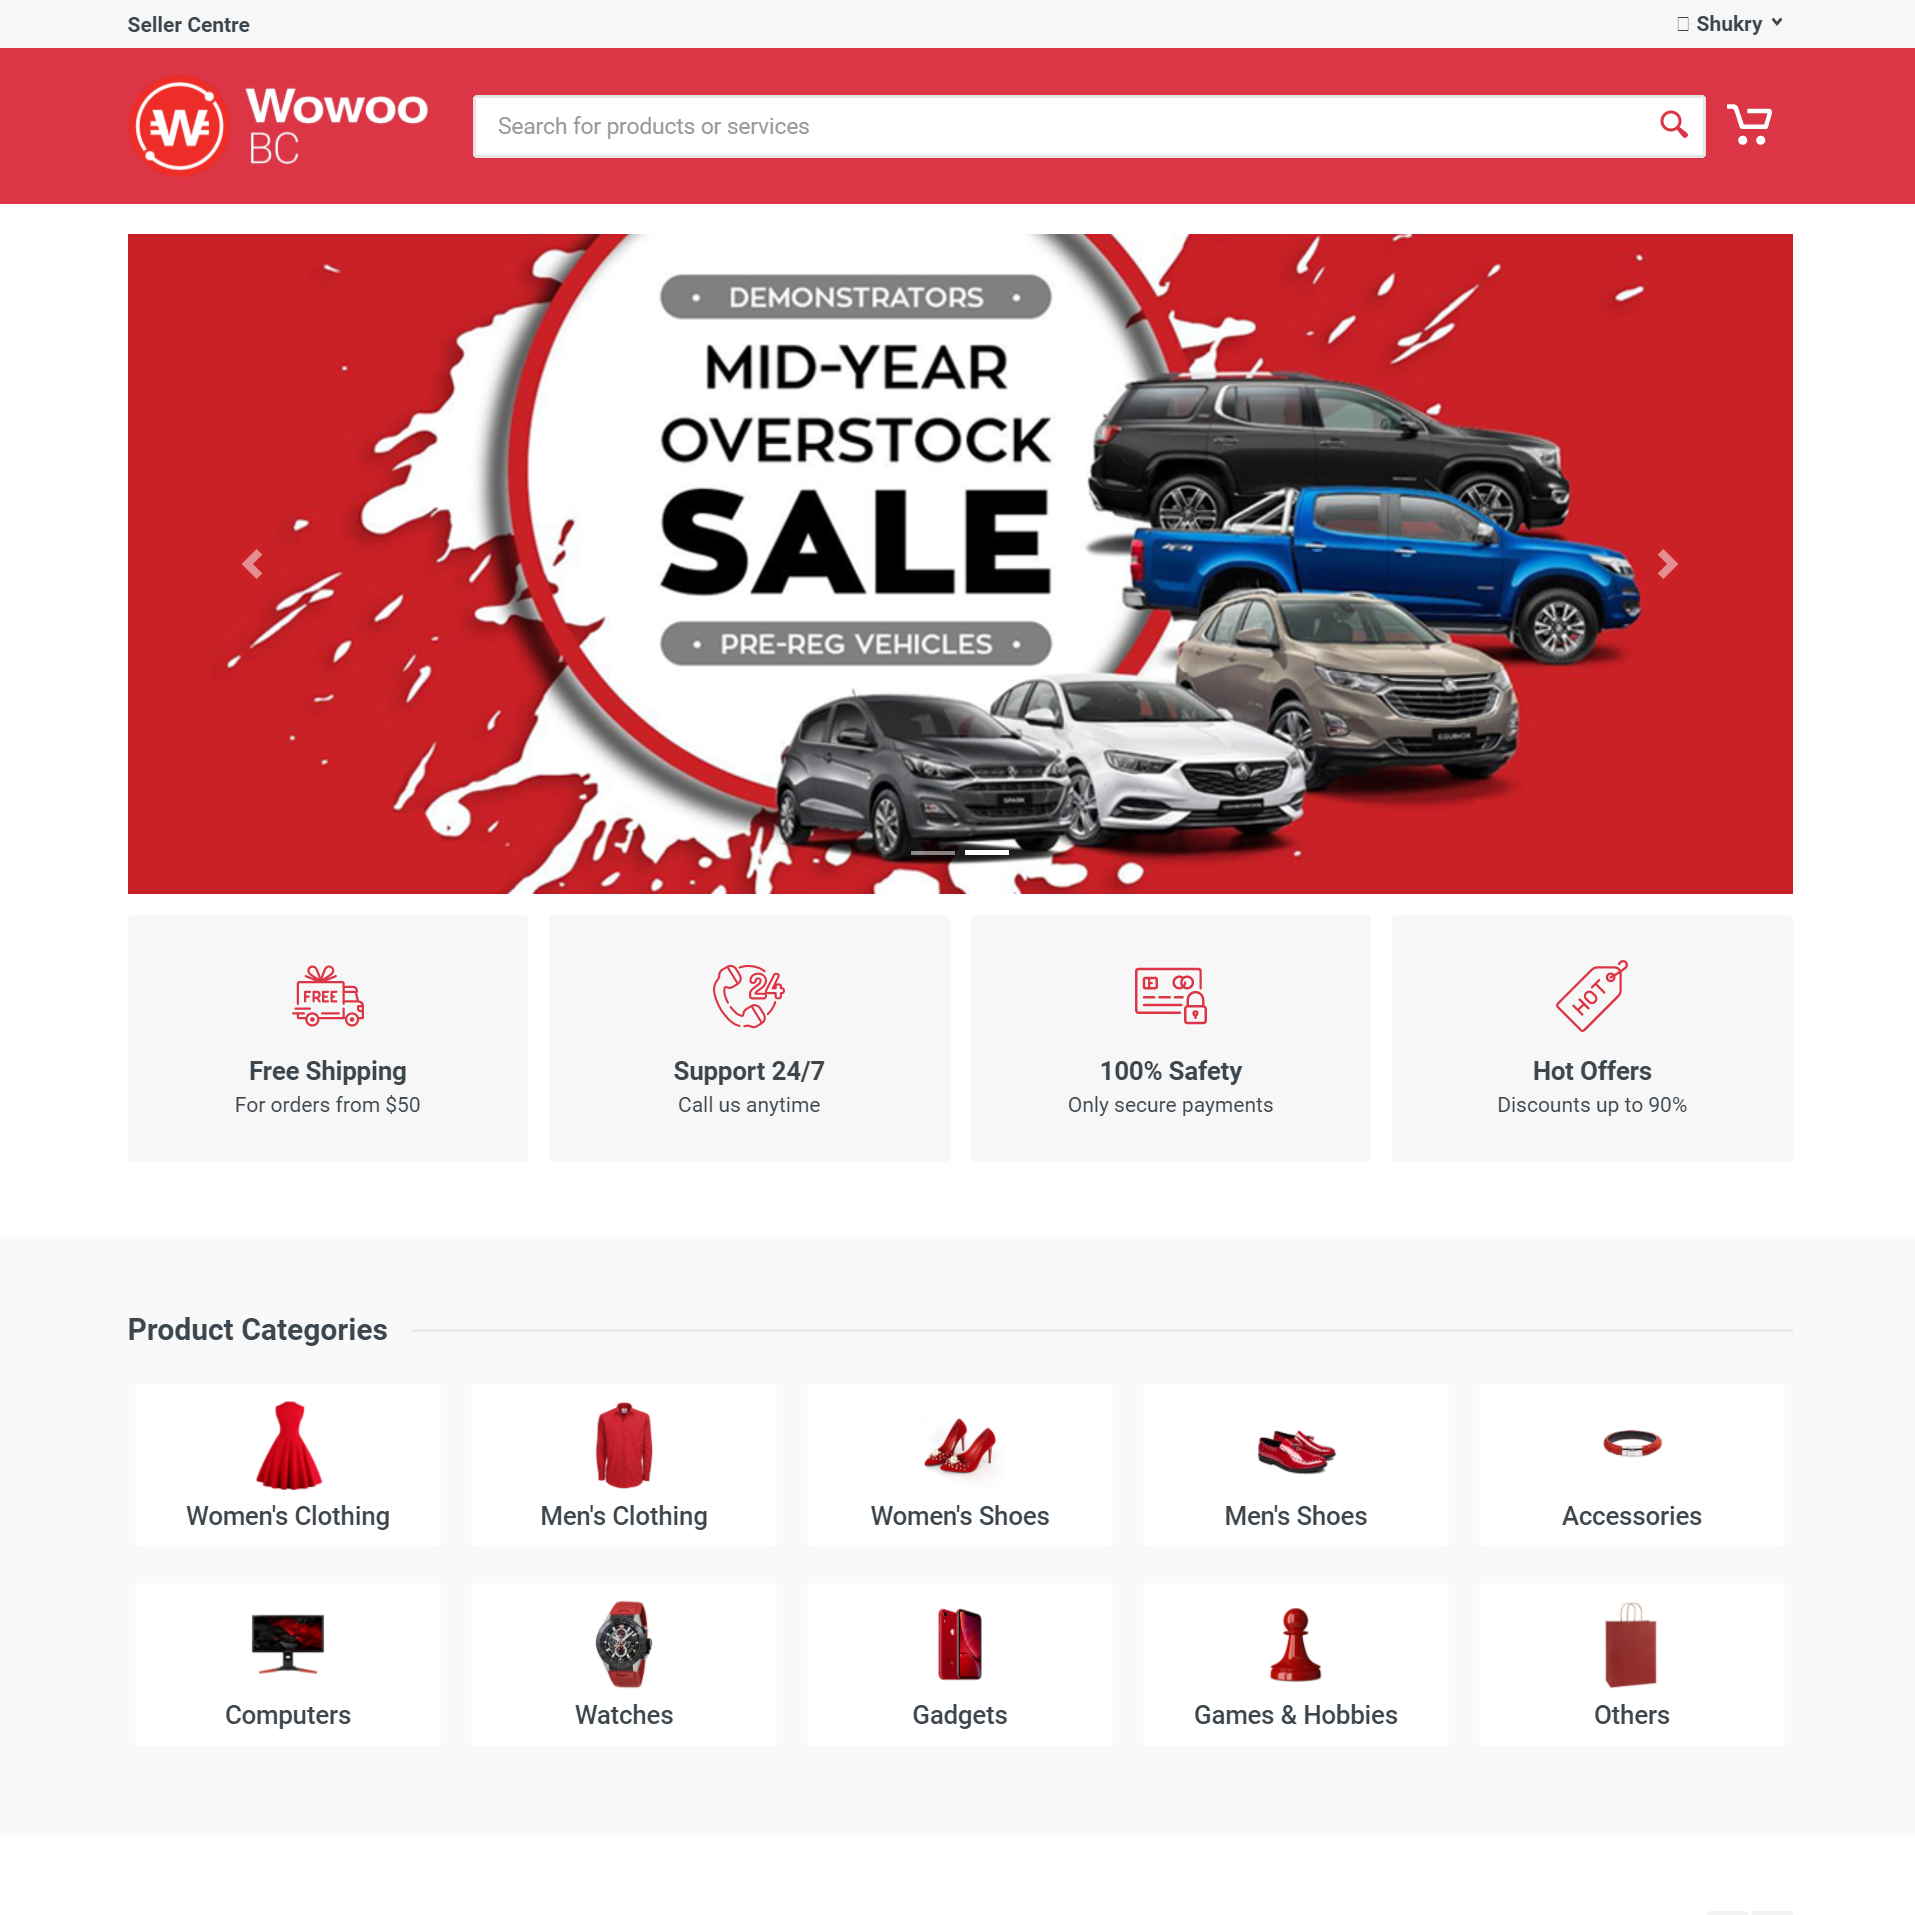 Seller Centre
Shukry
Wowoo
BC
Search for products or services
DEMONSTRATORS
MID-YEAR
OVERSTOCK
SALE
PRE-REG VEHICLES
4x4
EQUINOX
SPARK
FREE
24
HOT
Free Shipping
For orders from $50
Support 24/7
Call us anytime
100% Safety
Only secure payments
Hot Offers
Discounts up to 90%
Product Categories
Women's Clothing
Men's Clothing
Women's Shoes
Men's Shoes
Accessories
Computers
Watches
Gadgets
Games & Hobbies
Others